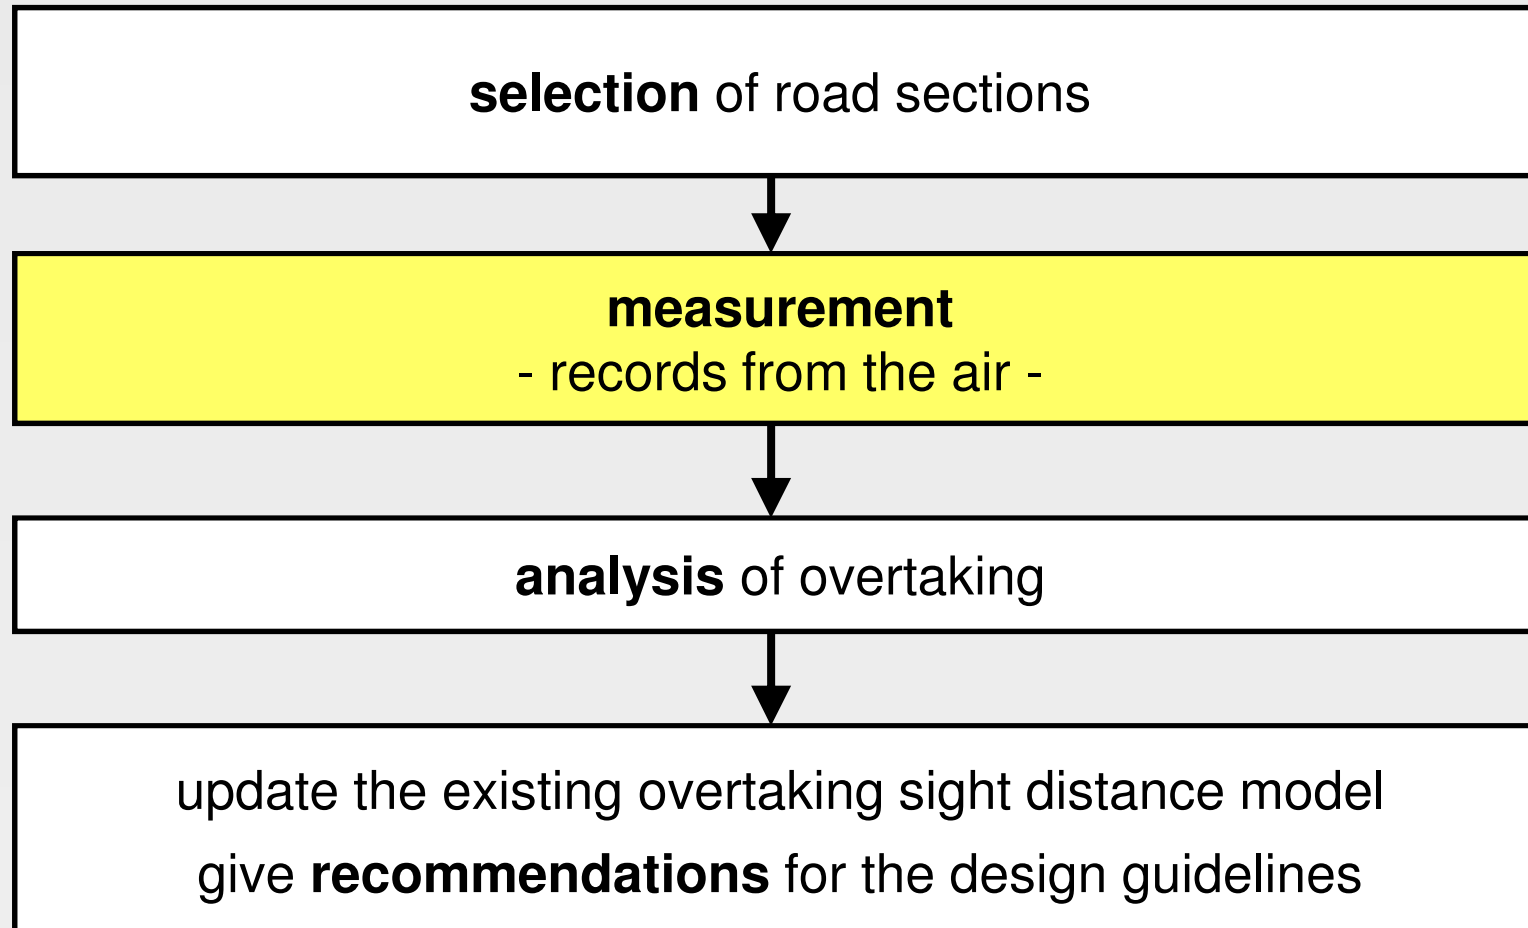 selection of road sections
measurement
- records from the air -
analysis of overtaking
update the existing overtaking sight distance model
give recommendations for the design guidelines